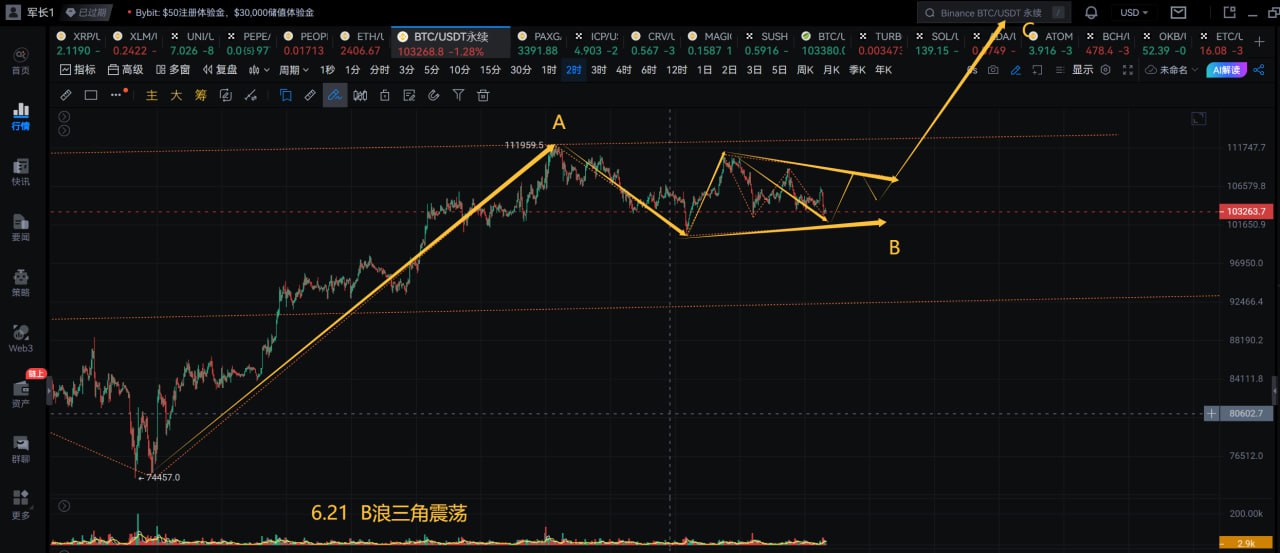 军长1 已过期 Bybit: $50注册体验金，$30,000储值体验金 Binance BTC/USDT 永续 / USD
XRP/U XLM/U UNI/U PEPE/U PEOPL ETH/U BTC/USDT永续 PAXG/ ICP/US CRV/U MAGIC SUSHI BTC/U TURB SOL/U ATOM BCH/U OKB/U ETC/U
2.1190 -3 0.2422 -4 7.026 -8 0.0(5)97 0.01713 2406.67 103268.8 -1.28% 3391.88 4.903 -2 0.567 -3 0.1587 1 0.5916 - 103380.0 0.003473 139.15 - 3.916 -3 478.4 -3 52.39 -0 16.08 -3
指标 高级 多窗 复盘 周期 1秒 1分 分时 3分 5分 10分 15分 30分 1时 2时 3时 4时 6时 12时 1日 2日 3日 5日 周K 月K 季K 年K 显示 未命名 AI解读
主 大 筹
首页
行情
快讯
要闻
策略
Web3
链上
资产
群聊
更多
C
A
B
111959.5
←74457.0
6.21 B浪三角震荡
111747.7
106579.8
103263.7
101650.9
96950.0
92466.4
88190.2
84111.8
80602.7
76512.0
200.00k
2.9k